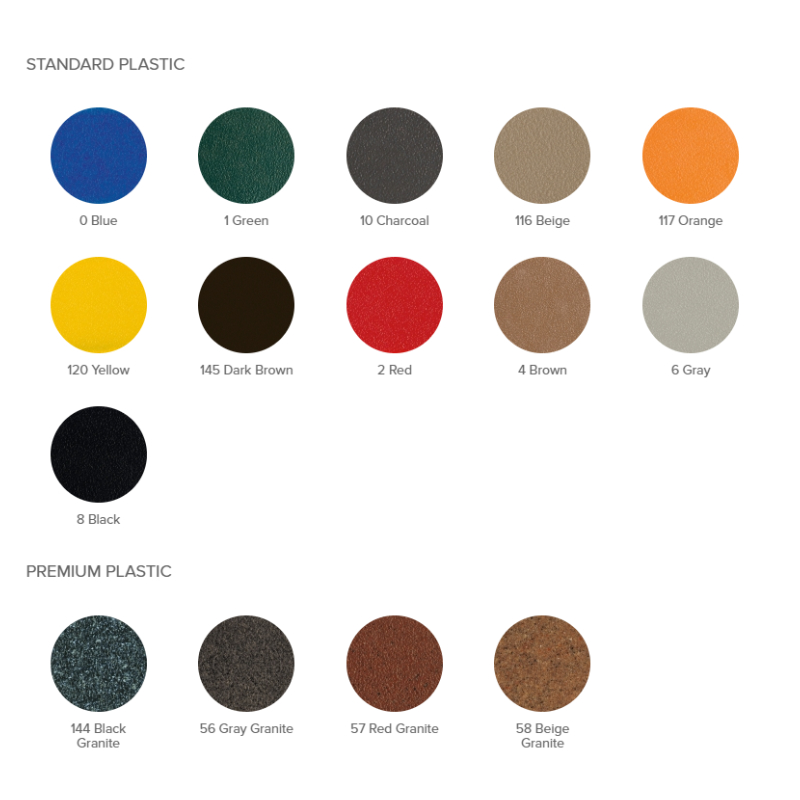 STANDARD PLASTIC
0 Blue
1 Green
10 Charcoal
116 Beige
117 Orange
120 Yellow
145 Dark Brown
2 Red
4 Brown
6 Gray
8 Black
PREMIUM PLASTIC
144 Black
Granite
56 Gray Granite
57 Red Granite
58 Beige
Granite